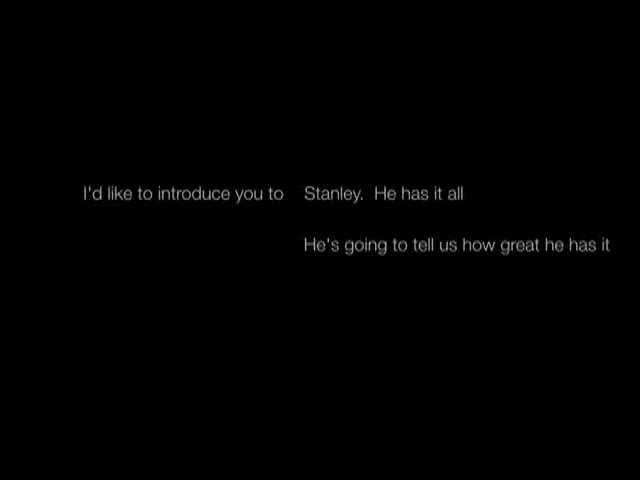 I'd like to introduce you to Stanley. He has it all
He's going to tell us how great he has it